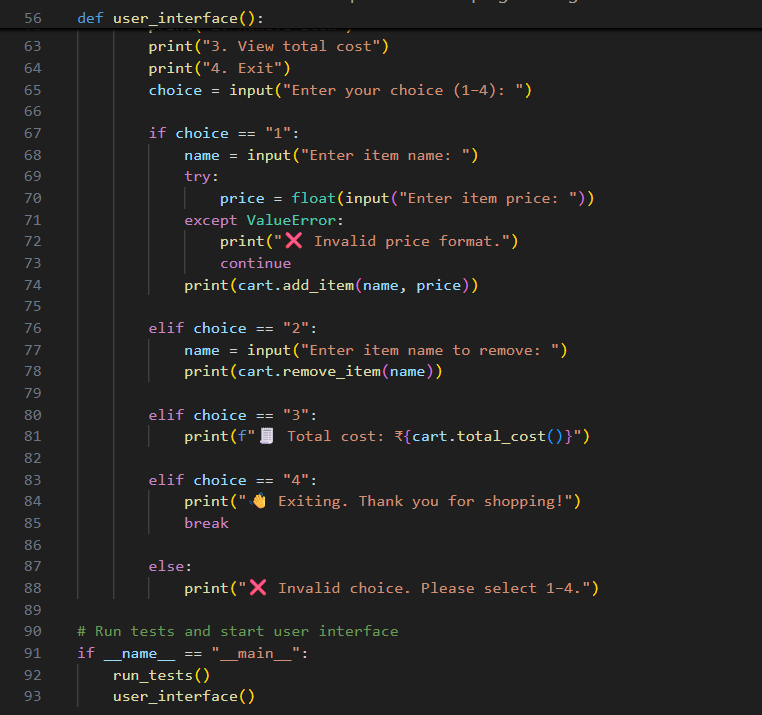 56 def user_interface():
63 print("3. View total cost")
64 print("4. Exit")
65 choice = input("Enter your choice (1-4): ")
66
67 if choice == "1":
68 name = input("Enter item name: ")
69 try:
70 price = float(input("Enter item price: "))
71 except ValueError:
72 print("❌ Invalid price format.")
73 continue
74 print(cart.add_item(name, price))
75
76 elif choice == "2":
77 name = input("Enter item name to remove: ")
78 print(cart.remove_item(name))
79
80 elif choice == "3":
81 print(f"🧾 Total cost: ₹{cart.total_cost()}")
82
83 elif choice == "4":
84 print("👋 Exiting. Thank you for shopping!")
85 break
86
87 else:
88 print("❌ Invalid choice. Please select 1-4.")
89
90 # Run tests and start user interface
91 if __name__ == "__main__":
92 run_tests()
93 user_interface()